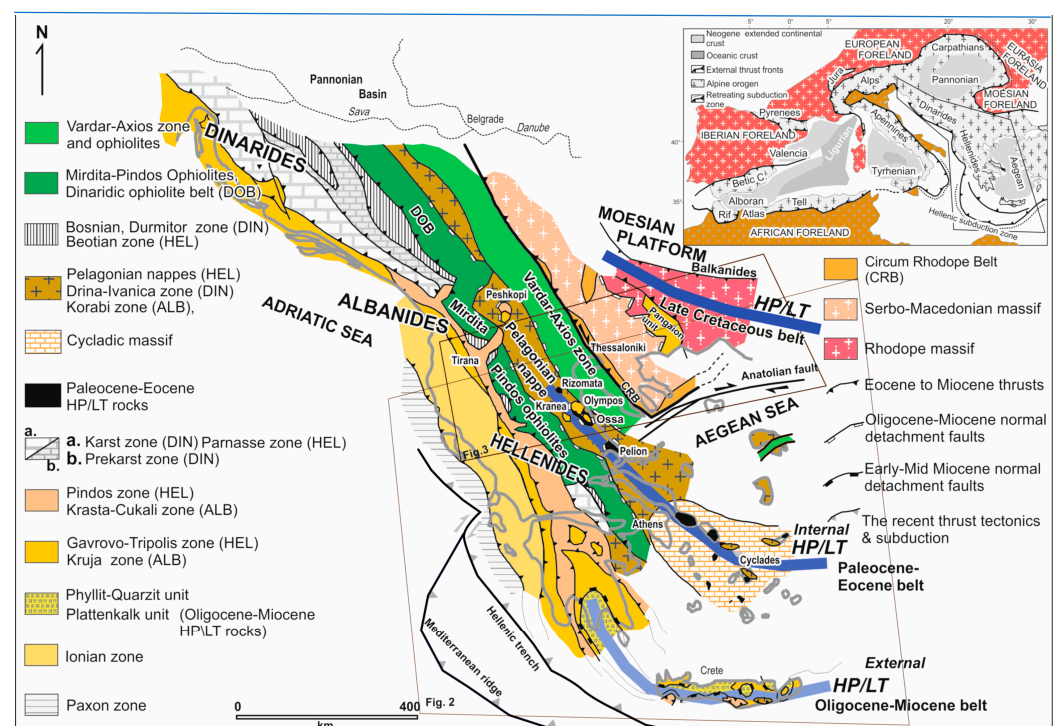 N
Pannonian
Basin
Sava
Belgrade
Danube
DINARIDES
DOB
MOESIAN
PLATFORM
Balkánides
HP/LT
Late Cretaceous belt
Pangaion
unit
ALBANIDES
ADRIATIC SEA
Peshkopi
Mirdita
Tirana
Vardar-Axios zone
Pelagonian
nappe
Thessaloniki
CRB
Anatolian fault
Rizomata
Kranea
Olympos
Ossa
Pindos ophiolites
AEGEAN SEA
HELLENIDES
Fig.3
Pelion
Athens
Internal
HP/LT
Cyclades
Paleocene-
Eocene belt
Hellenic trench
Mediterranean ridge
Crete
External
HP/LT
Oligocene-Miocene belt
Fig. 2
0
400
km
Vardar-Axios zone
and ophiolites
Mirdita-Pindos Ophiolites,
Dinaridic ophiolite belt (DOB)
Bosnian, Durmitor zone (DIN)
Beotian zone (HEL)
Pelagonian nappes (HEL)
Drina-Ivanica zone (DIN)
Korabi zone (ALB),
Cycladic massif
Paleocene-Eocene
HP/LT rocks
a.
b.
a. Karst zone (DIN) Parnasse zone (HEL)
b. Prekarst zone (DIN)
Pindos zone (HEL)
Krasta-Cukali zone (ALB)
Gavrovo-Tripolis zone (HEL)
Kruja zone (ALB)
Phyllit-Quarzit unit
Plattenkalk unit (Oligocene-Miocene
HP\LT rocks)
Ionian zone
Paxon zone
Circum Rhodope Belt
(CRB)
Serbo-Macedonian massif
Rhodope massif
Eocene to Miocene thrusts
Oligocene-Miocene normal
detachment faults
Early-Mid Miocene normal
detachment faults
The recent thrust tectonics
& subduction
5°
0°
5°
20°
30°
40°
35°
Neogene extended continental
crust
Oceanic crust
External thrust fronts
Alpine orogen
Retreating subduction
zone
EUROPEAN
FORELAND
Carpathians
EURASIA
FORELAND
Jura
Alps
Pannonian
MOESIAN
FORELAND
Pyrenees
Apennines
Dinarides
IBERIAN FORELAND
Ligurian
Valencia
Hellenides
Aegean
Betic C.
Tyrhenian
Alboran
Tell
Rif
Atlas
AFRICAN FORELAND
Hellenic subduction zone